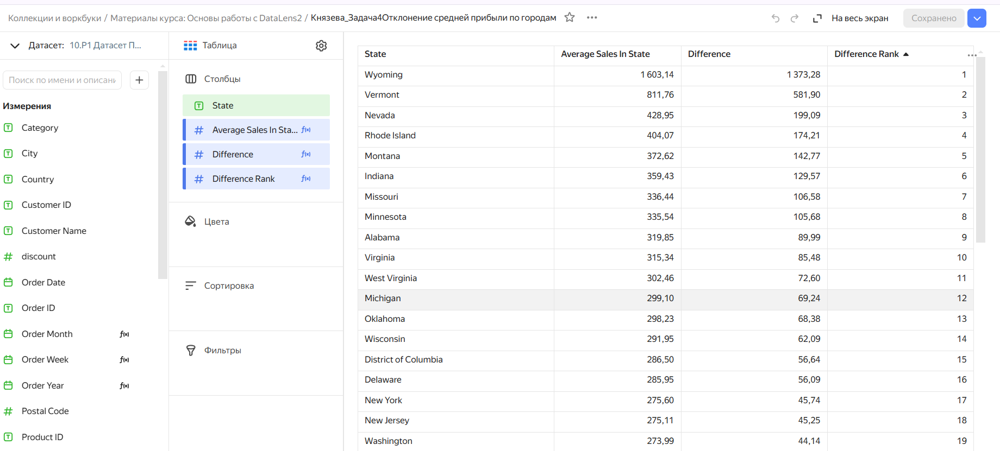 Коллекции и воркбуки / Материалы курса: Основы работы с DataLens2 / Князева_Задача4Отклонение средней прибыли по городам
На весь экран
Сохранено
Датасет: 10.P1 Датасет П...
Поиск по имени и описани
Измерения
Category
City
Country
Customer ID
Customer Name
discount
Order Date
Order ID
Order Month f(x)
Order Week f(x)
Order Year f(x)
Postal Code
Product ID
Таблица
Столбцы
State
Average Sales In Sta... f(x)
Difference f(x)
Difference Rank f(x)
Цвета
Сортировка
Фильтры
State Average Sales In State Difference Difference Rank
Wyoming 1 603,14 1 373,28 1
Vermont 811,76 581,90 2
Nevada 428,95 199,09 3
Rhode Island 404,07 174,21 4
Montana 372,62 142,77 5
Indiana 359,43 129,57 6
Missouri 336,44 106,58 7
Minnesota 335,54 105,68 8
Alabama 319,85 89,99 9
Virginia 315,34 85,48 10
West Virginia 302,46 72,60 11
Michigan 299,10 69,24 12
Oklahoma 298,23 68,38 13
Wisconsin 291,95 62,09 14
District of Columbia 286,50 56,64 15
Delaware 285,95 56,09 16
New York 275,60 45,74 17
New Jersey 275,11 45,25 18
Washington 273,99 44,14 19